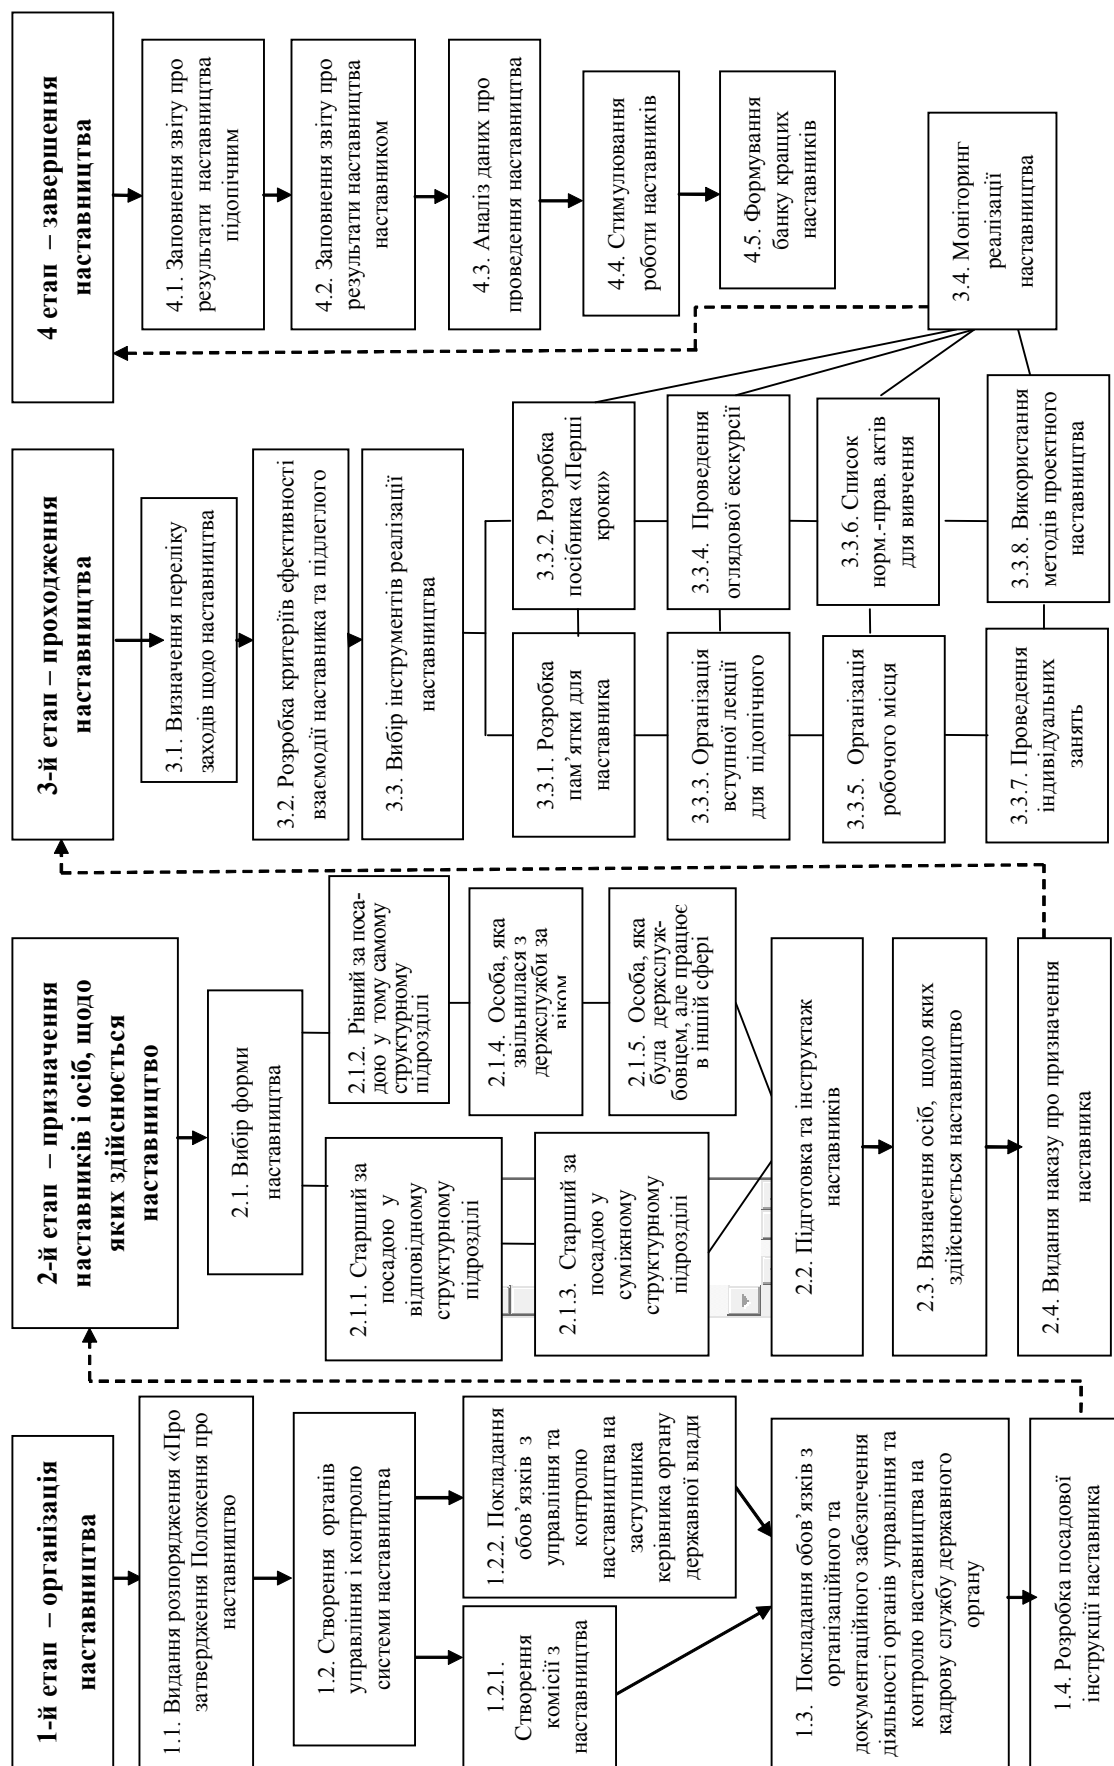 1-й етап – організація
наставництва
1.1. Видання розпорядження «Про
затвердження Положення про
наставництво
1.2. Створення органів
управління і контролю
системи наставництва
1.2.1.
Створення
комісії з
наставництва
1.2.2. Покладання
обов’язків з
управління та
контролю
наставництва на
заступника
керівника органу
державної влади
1.3. Покладання обов’язків з
організаційного та
документаційного забезпечення
діяльності органів управління та
контролю наставництва на
кадрову службу державного
органу
1.4. Розробка посадової
інструкції наставника
2-й етап – призначення
наставників і осіб, щодо
яких здійснюється
наставництво
2.1. Вибір форми
наставництва
2.1.1. Старший за
посадою у
відповідному
структурному
підрозділі
2.1.2. Рівний за поса-
дою у тому самому
структурному
підрозділі
2.1.3. Старший за
посадою у
суміжному
структурному
підрозділі
2.1.4. Особа, яка
звільнилася з
держслужби за
віком
2.1.5. Особа, яка
була держслуж-
бовцем, але працює
в іншій сфері
2.2. Підготовка та інструктаж
наставників
2.3. Визначення осіб, щодо яких
здійснюється наставництво
2.4. Видання наказу про призначення
наставника
3-й етап – проходження
наставництва
3.1. Визначення переліку
заходів щодо наставництва
3.2. Розробка критеріїв ефективності
взаємодії наставника та підлеглого
3.3. Вибір інструментів реалізації
наставництва
3.3.1. Розробка
пам’ятки для
наставника
3.3.2. Розробка
посібника «Перші
кроки»
3.3.3. Організація
вступної лекції
для підопічного
3.3.4. Проведення
оглядової екскурсії
3.3.5. Організація
робочого місця
3.3.6. Список
норм.-прав. актів
для вивчення
3.3.7. Проведення
індивідуальних
занять
3.3.8. Використання
методів проектного
наставництва
3.4. Моніторинг
реалізації
наставництва
4 етап – завершення
наставництва
4.1. Заповнення звіту про
результати наставництва
підопічним
4.2. Заповнення звіту про
результати наставництва
наставником
4.3. Аналіз даних про
проведення наставництва
4.4. Стимулювання
роботи наставників
4.5. Формування
банку кращих
наставників